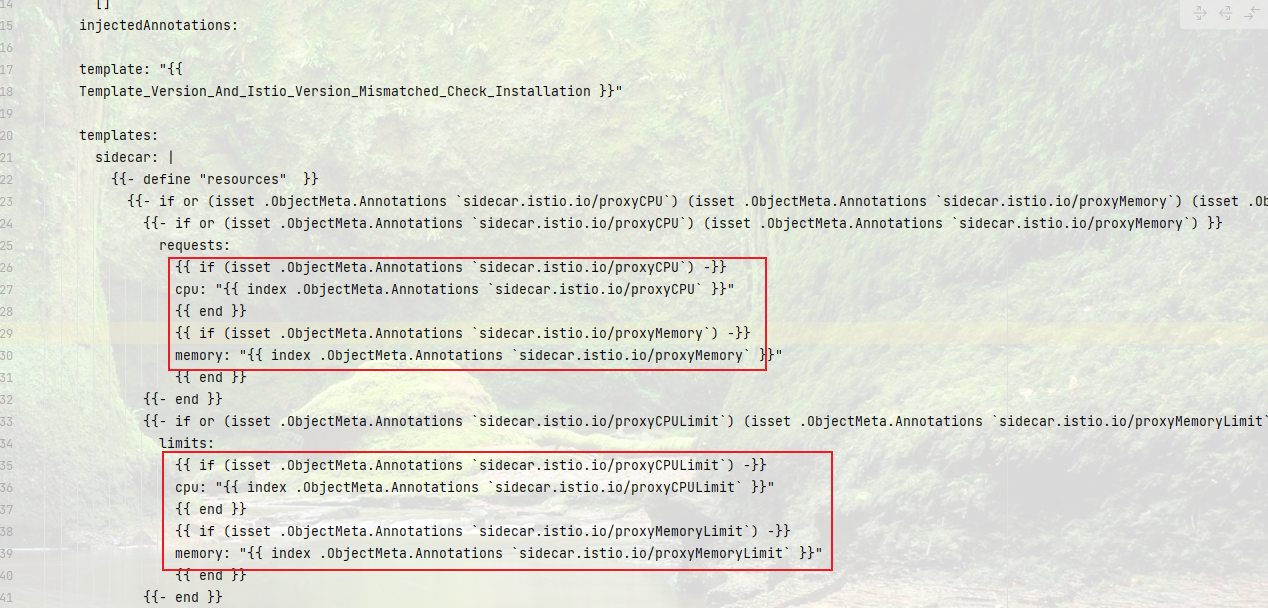 14 []
15 injectedAnnotations:
16
17 template: "{{
18 Template_Version_And_Istio_Version_Mismatched_Check_Installation }}"
19
20 templates:
21 sidecar: |
22 {{- define "resources"  }}
23 {{- if or (isset .ObjectMeta.Annotations `sidecar.istio.io/proxyCPU`) (isset .ObjectMeta.Annotations `sidecar.istio.io/proxyMemory`) (isset .Ob
24 {{- if or (isset .ObjectMeta.Annotations `sidecar.istio.io/proxyCPU`) (isset .ObjectMeta.Annotations `sidecar.istio.io/proxyMemory`) }}
25 requests:
26 {{ if (isset .ObjectMeta.Annotations `sidecar.istio.io/proxyCPU`) -}}
27 cpu: "{{ index .ObjectMeta.Annotations `sidecar.istio.io/proxyCPU` }}"
28 {{ end }}
29 {{ if (isset .ObjectMeta.Annotations `sidecar.istio.io/proxyMemory`) -}}
30 memory: "{{ index .ObjectMeta.Annotations `sidecar.istio.io/proxyMemory` }}"
31 {{ end }}
32 {{- end }}
33 {{- if or (isset .ObjectMeta.Annotations `sidecar.istio.io/proxyCPULimit`) (isset .ObjectMeta.Annotations `sidecar.istio.io/proxyMemoryLimit`
34 limits:
35 {{ if (isset .ObjectMeta.Annotations `sidecar.istio.io/proxyCPULimit`) -}}
36 cpu: "{{ index .ObjectMeta.Annotations `sidecar.istio.io/proxyCPULimit` }}"
37 {{ end }}
38 {{ if (isset .ObjectMeta.Annotations `sidecar.istio.io/proxyMemoryLimit`) -}}
39 memory: "{{ index .ObjectMeta.Annotations `sidecar.istio.io/proxyMemoryLimit` }}"
40 {{ end }}
41 {{- end }}